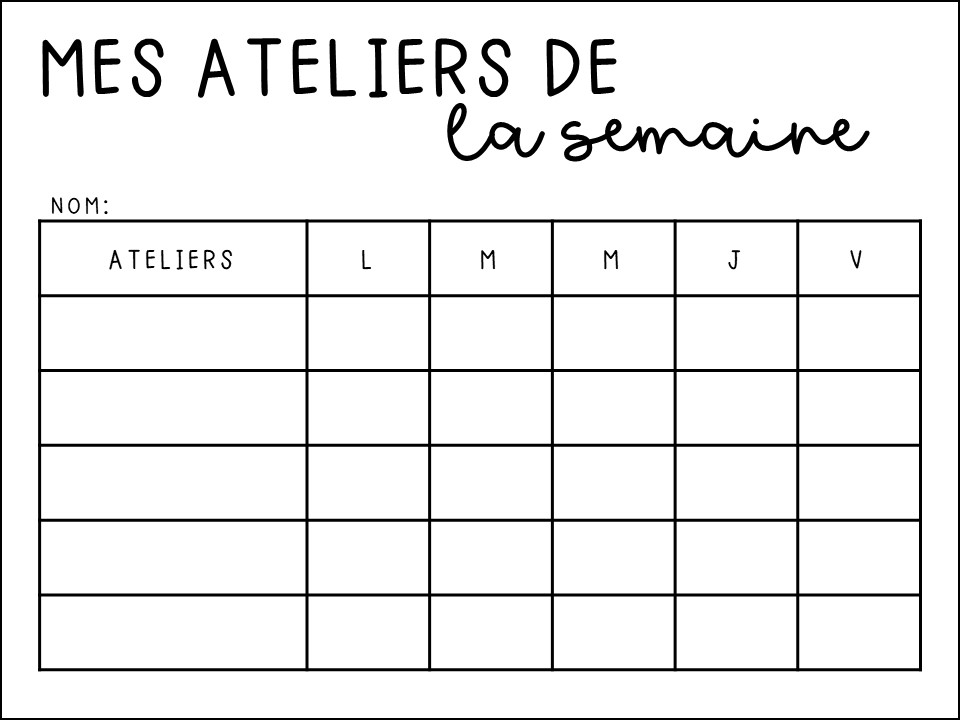 MES ATELIERS DE
la semaine
NOM:
ATELIERS L M M J V